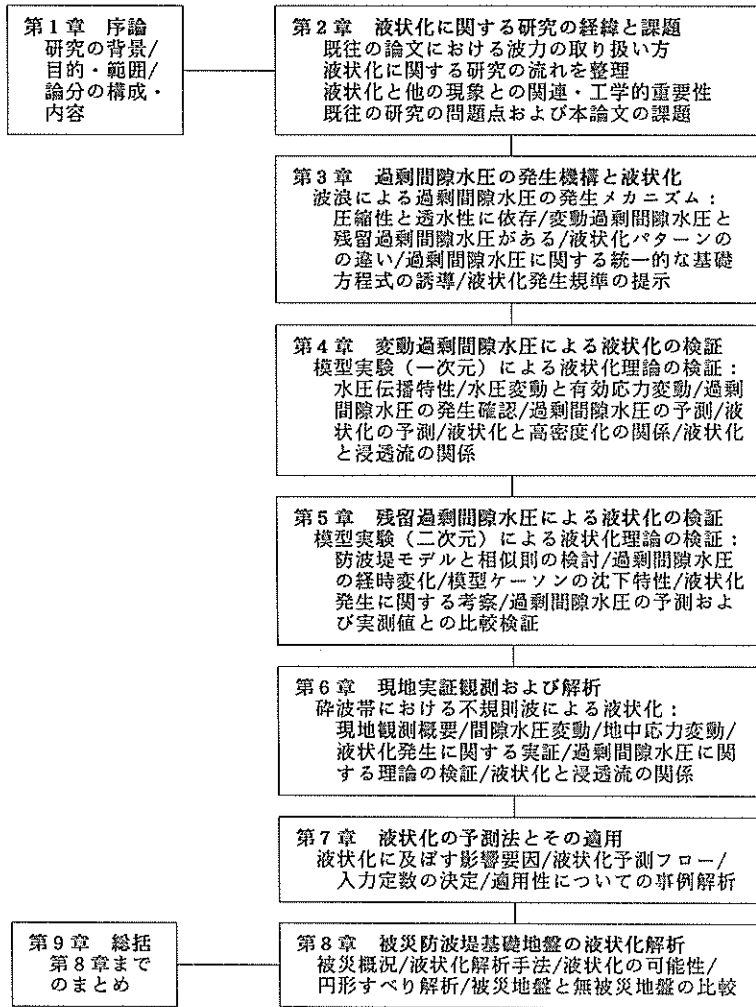 第1章 序論
研究の背景/
目的・範囲/
論分の構成・
内容
第2章 液状化に関する研究の経緯と課題
既往の論文における波力の取り扱い方
液状化に関する研究の流れを整理
液状化と他の現象との関連・工学的重要性
既往の研究の問題点および本論文の課題
第3章 過剰間隙水圧の発生機構と液状化
波浪による過剰間隙水圧の発生メカニズム：
圧縮性と透水性に依存/変動過剰間隙水圧と
残留過剰間隙水圧がある/液状化パターンの
の違い/過剰間隙水圧に関する統一的な基礎
方程式の誘導/液状化発生規準の提示
第4章 変動過剰間隙水圧による液状化の検証
模型実験（一次元）による液状化理論の検証：
水圧伝播特性/水圧変動と有効応力変動/過剰
間隙水圧の発生確認/過剰間隙水圧の予測/液
状化の予測/液状化と高密度化の関係/液状化
と浸透流の関係
第5章 残留過剰間隙水圧による液状化の検証
模型実験（二次元）による液状化理論の検証：
防波堤モデルと相似則の検討/過剰間隙水圧
の経時変化/模型ケーソンの沈下特性/液状化
発生に関する考察/過剰間隙水圧の予測およ
び実測値との比較検証
第6章 現地実証観測および解析
砕波帯における不規則波による液状化：
現地観測概要/間隙水圧変動/地中応力変動/
液状化発生に関する実証/過剰間隙水圧に関
する理論の検証/液状化と浸透流の関係
第7章 液状化の予測法とその適用
液状化に及ぼす影響要因/液状化予測フロー/
入力定数の決定/適用性についての事例解析
第8章 被災防波堤基礎地盤の液状化解析
被災概況/液状化解析手法/液状化の可能性/
円形すべり解析/被災地盤と無被災地盤の比較
第9章 総括
第8章まで
のまとめ